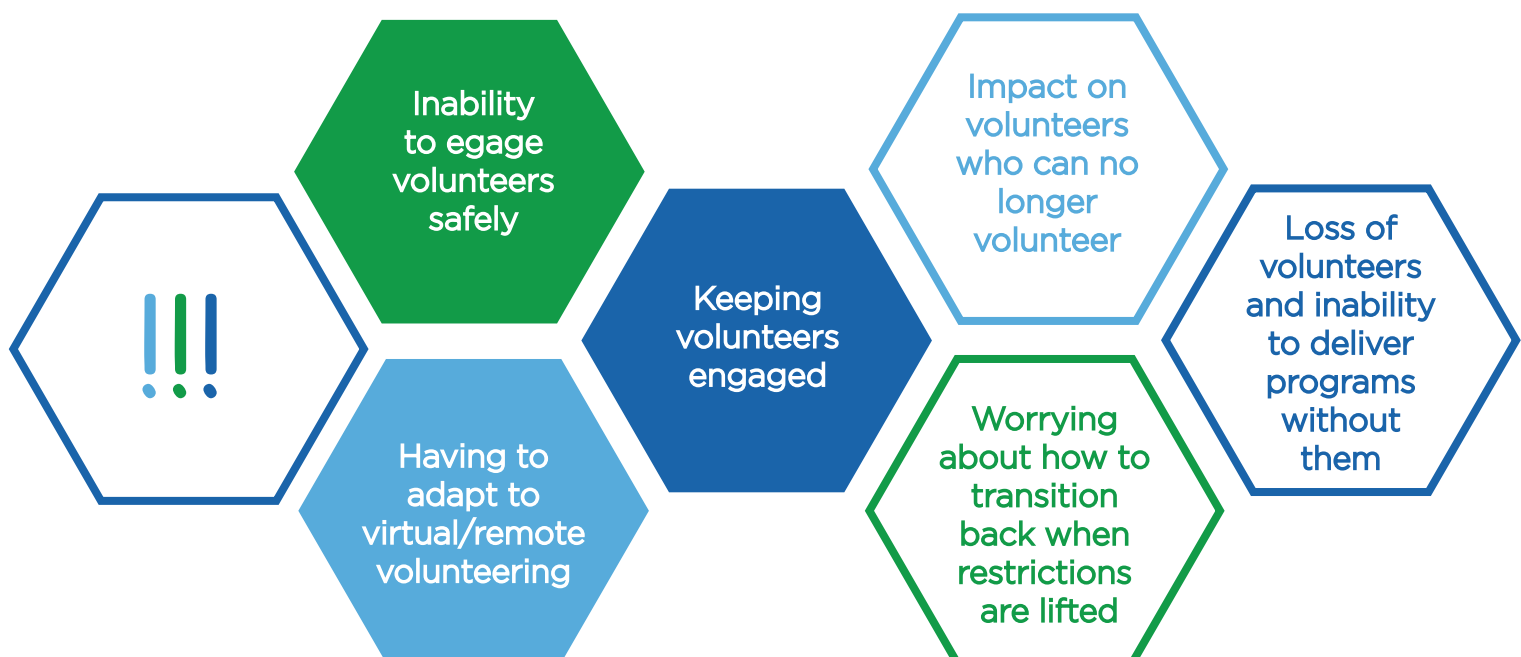 !!!
Inability
to egage
volunteers
safely
Having to
adapt to
virtual/remote
volunteering
Keeping
volunteers
engaged
Impact on
volunteers
who can no
longer
volunteer
Worrying
about how to
transition
back when
restrictions
are lifted
Loss of
volunteers
and inability
to deliver
programs
without
them